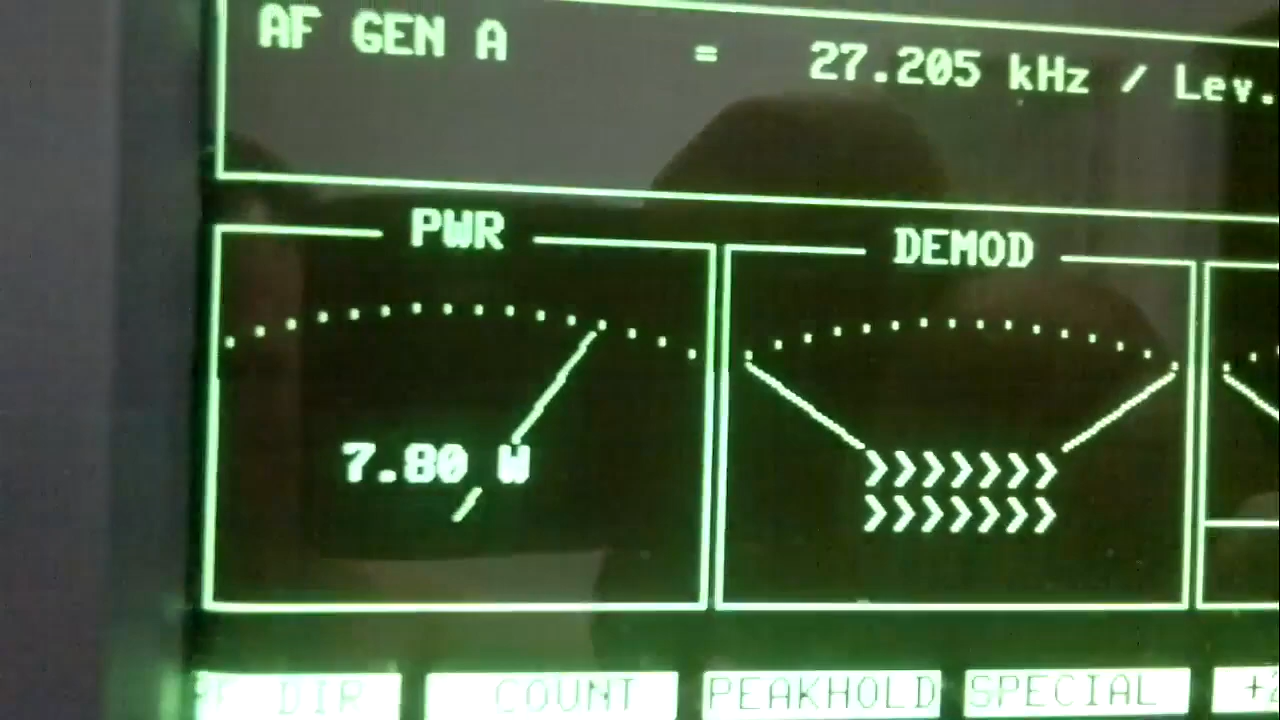 AF GEN A = 27.205 kHz / Lev.
PWR DEMOD
7.80 W
❯❯❯❯❯❯❯
❯❯❯❯❯❯❯
DIR COUNT PEAKHOLD SPECIAL